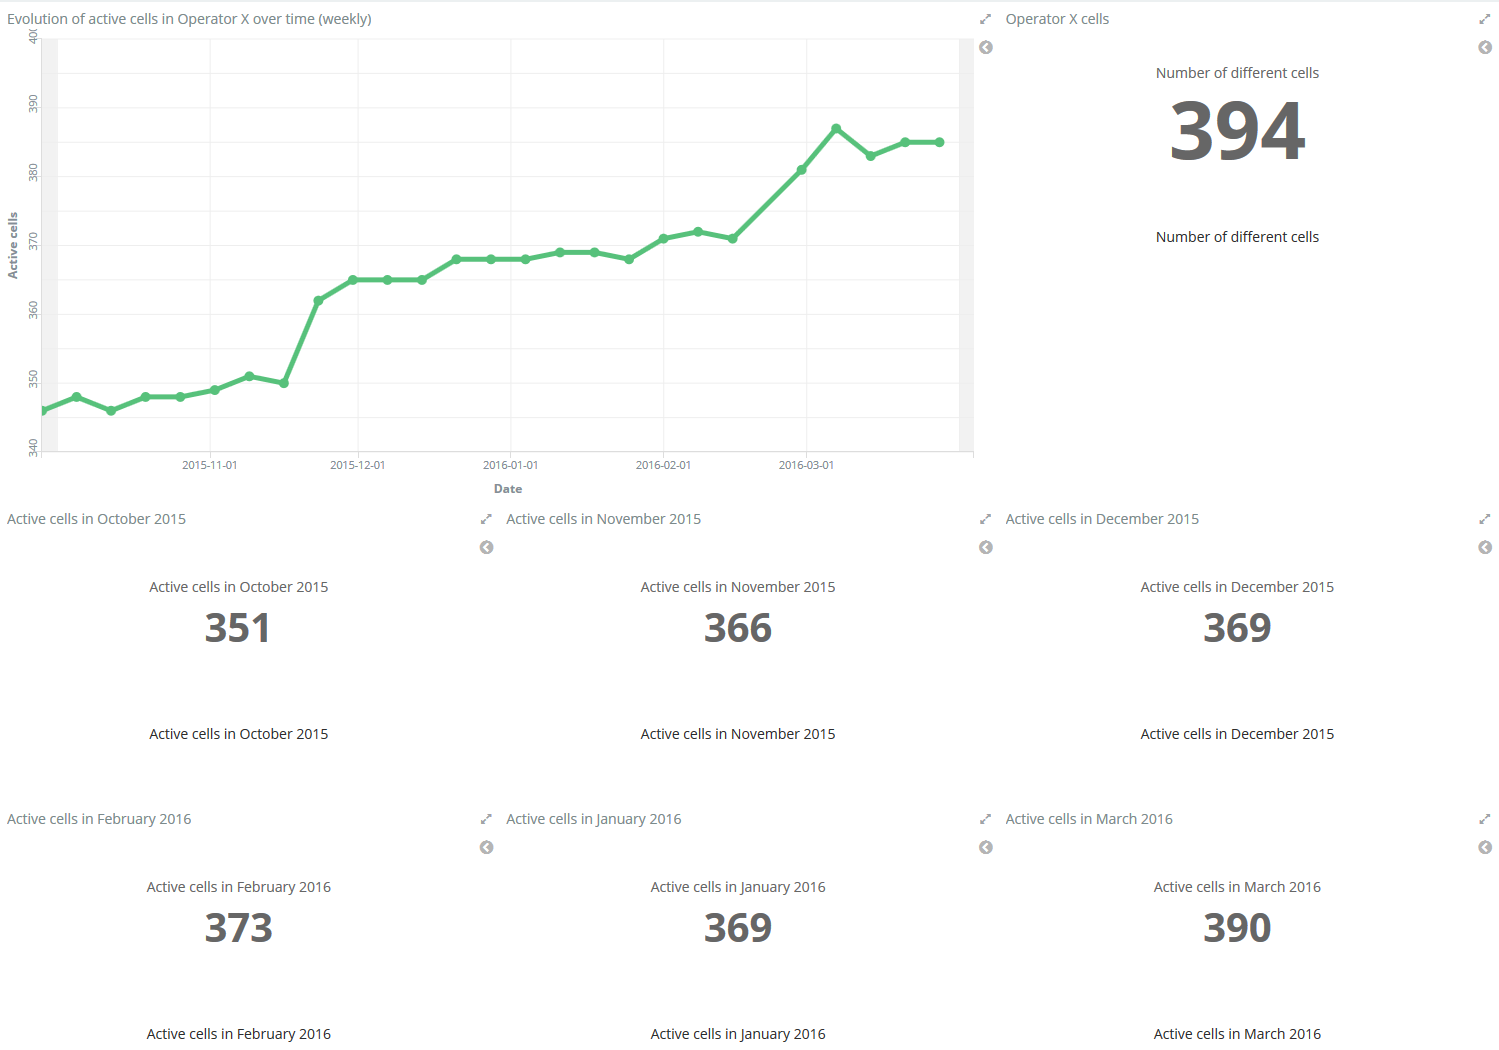 Evolution of active cells in Operator X over time (weekly)
400
390
380
370
360
350
340
Active cells
2015-11-01 2015-12-01 2016-01-01 2016-02-01 2016-03-01
Date
Operator X cells
Number of different cells
394
Number of different cells
Active cells in October 2015
Active cells in October 2015
351
Active cells in October 2015
Active cells in November 2015
Active cells in November 2015
366
Active cells in November 2015
Active cells in December 2015
Active cells in December 2015
369
Active cells in December 2015
Active cells in February 2016
Active cells in February 2016
373
Active cells in February 2016
Active cells in January 2016
Active cells in January 2016
369
Active cells in January 2016
Active cells in March 2016
Active cells in March 2016
390
Active cells in March 2016